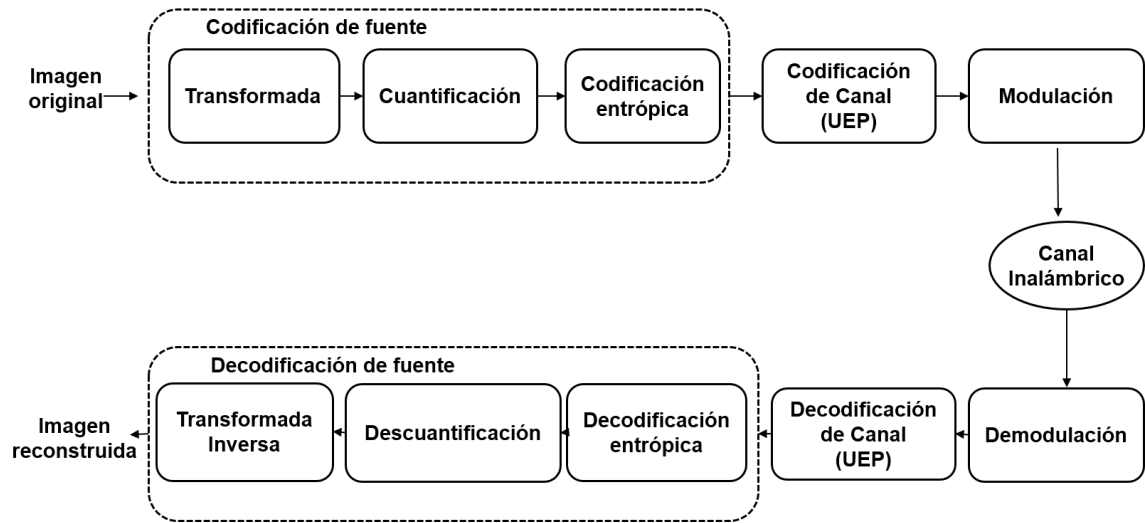 Codificación de fuente
Imagen
original
Transformada
Cuantificación
Codificación
entrópica
Codificación
de Canal
(UEP)
Modulación
Canal
Inalámbrico
Decodificación de fuente
Imagen
reconstruida
Transformada
Inversa
Descuantificación
Decodificación
entrópica
Decodificación
de Canal
(UEP)
Demodulación